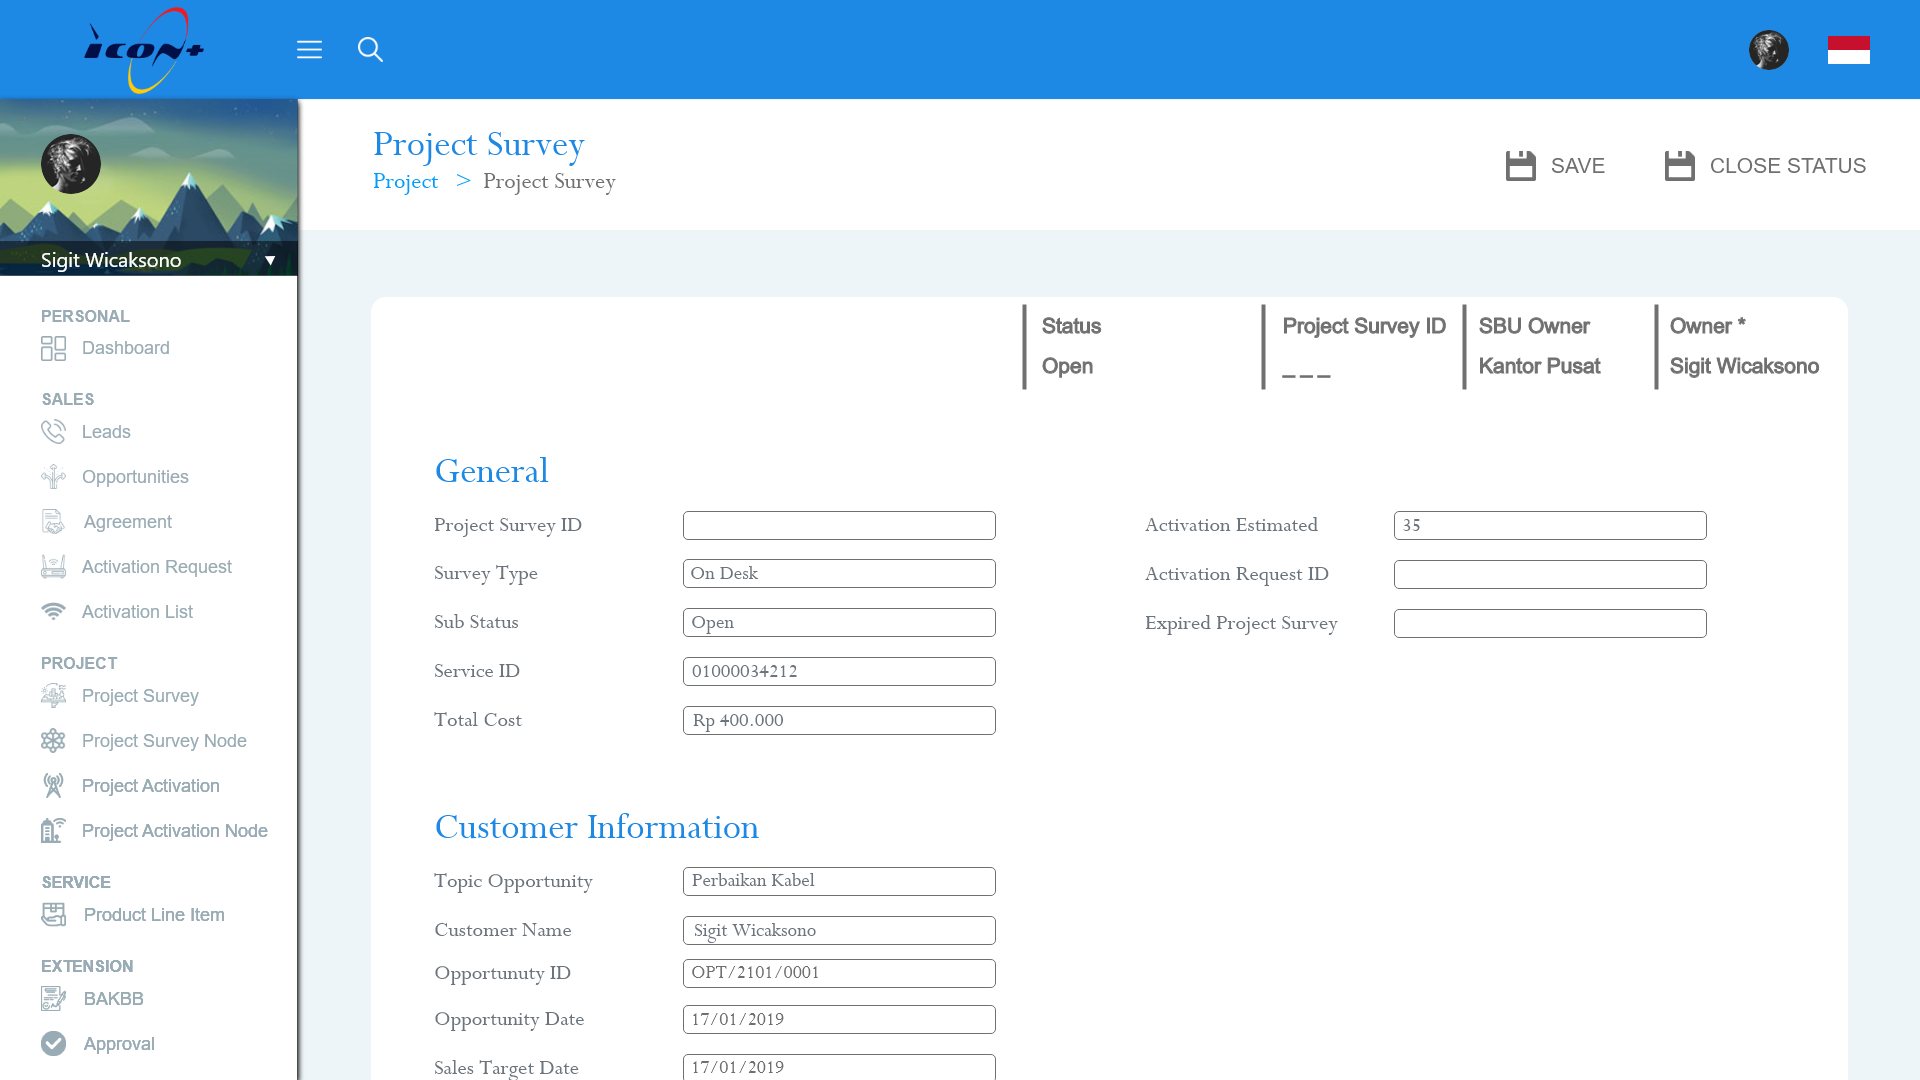 icon+
Project Survey
Project > Project Survey
SAVE
CLOSE STATUS
Sigit Wicaksono ▼
PERSONAL
Dashboard
SALES
Leads
Opportunities
Agreement
Activation Request
Activation List
PROJECT
Project Survey
Project Survey Node
Project Activation
Project Activation Node
SERVICE
Product Line Item
EXTENSION
BAKBB
Approval
Status
Open
Project Survey ID
_ _ _
SBU Owner
Kantor Pusat
Owner *
Sigit Wicaksono
General
Project Survey ID
Survey Type On Desk
Sub Status Open
Service ID 01000034212
Total Cost Rp 400.000
Activation Estimated 35
Activation Request ID
Expired Project Survey
Customer Information
Topic Opportunity Perbaikan Kabel
Customer Name Sigit Wicaksono
Opportunuty ID OPT/2101/0001
Opportunity Date 17/01/2019
Sales Target Date 17/01/2019